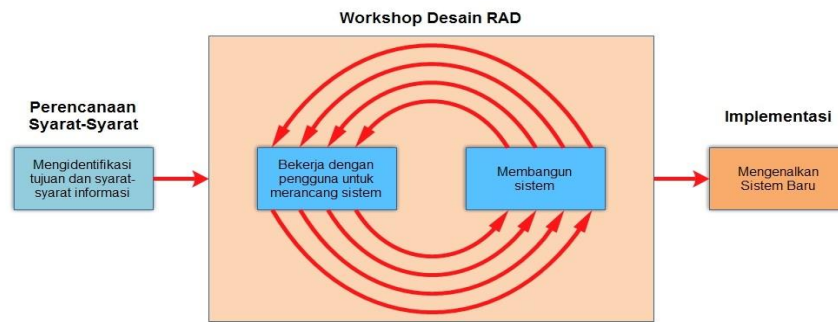 Workshop Desain RAD
Perencanaan
Syarat-Syarat
Mengidentifikasi
tujuan dan syarat-
syarat informasi
Bekerja dengan
pengguna untuk
merancang sistem
Membangun
sistem
Implementasi
Mengenalkan
Sistem Baru